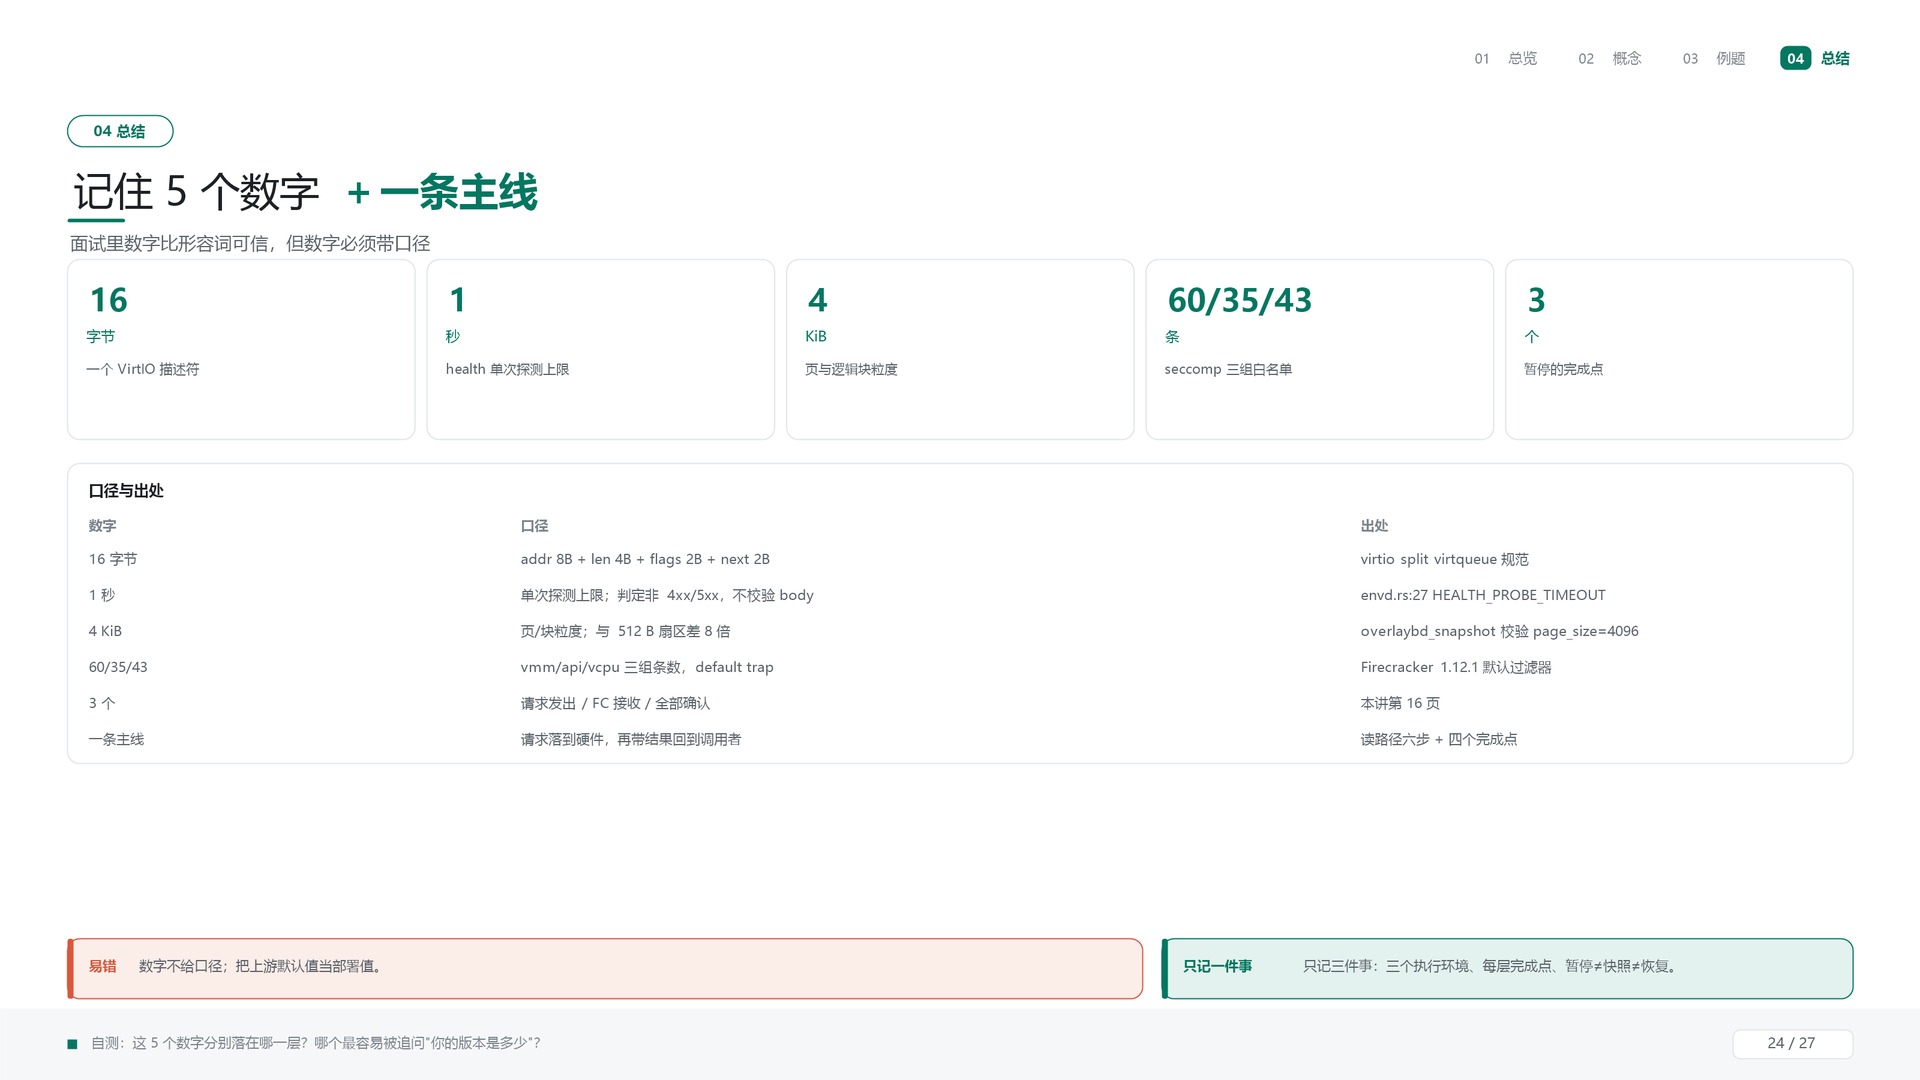 01 总览 02 概念 03 例题 04 总结
04 总结
记住 5 个数字 + 一条主线
面试里数字比形容词可信，但数字必须带口径
16
字节
一个 VirtIO 描述符
1
秒
health 单次探测上限
4
KiB
页与逻辑块粒度
60/35/43
条
seccomp 三组白名单
3
个
暂停的完成点
口径与出处
数字 口径 出处
16 字节 addr 8B + len 4B + flags 2B + next 2B virtio split virtqueue 规范
1 秒 单次探测上限；判定非 4xx/5xx，不校验 body envd.rs:27 HEALTH_PROBE_TIMEOUT
4 KiB 页/块粒度；与 512 B 扇区差 8 倍 overlaybd_snapshot 校验 page_size=4096
60/35/43 vmm/api/vcpu 三组条数，default trap Firecracker 1.12.1 默认过滤器
3 个 请求发出 / FC 接收 / 全部确认 本讲第 16 页
一条主线 请求落到硬件，再带结果回到调用者 读路径六步 + 四个完成点
易错 数字不给口径；把上游默认值当部署值。
只记一件事 只记三件事：三个执行环境、每层完成点、暂停≠快照≠恢复。
自测：这 5 个数字分别落在哪一层？哪个最容易被追问"你的版本是多少"？
24 / 27